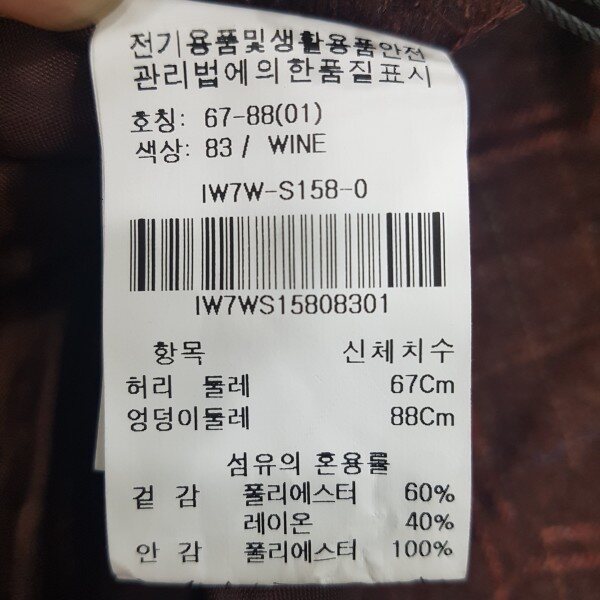 전기용품및생활용품안전
관리법에의한품질표시
호칭: 67-88(01)
색상: 83 / WINE
IW7W-S158-0
IW7WS15808301
항목 신체치수
허리 둘레 67Cm
엉덩이둘레 88Cm
섬유의 혼용률
겉 감 폴리에스터 60%
레이온 40%
안 감 폴리에스터 100%